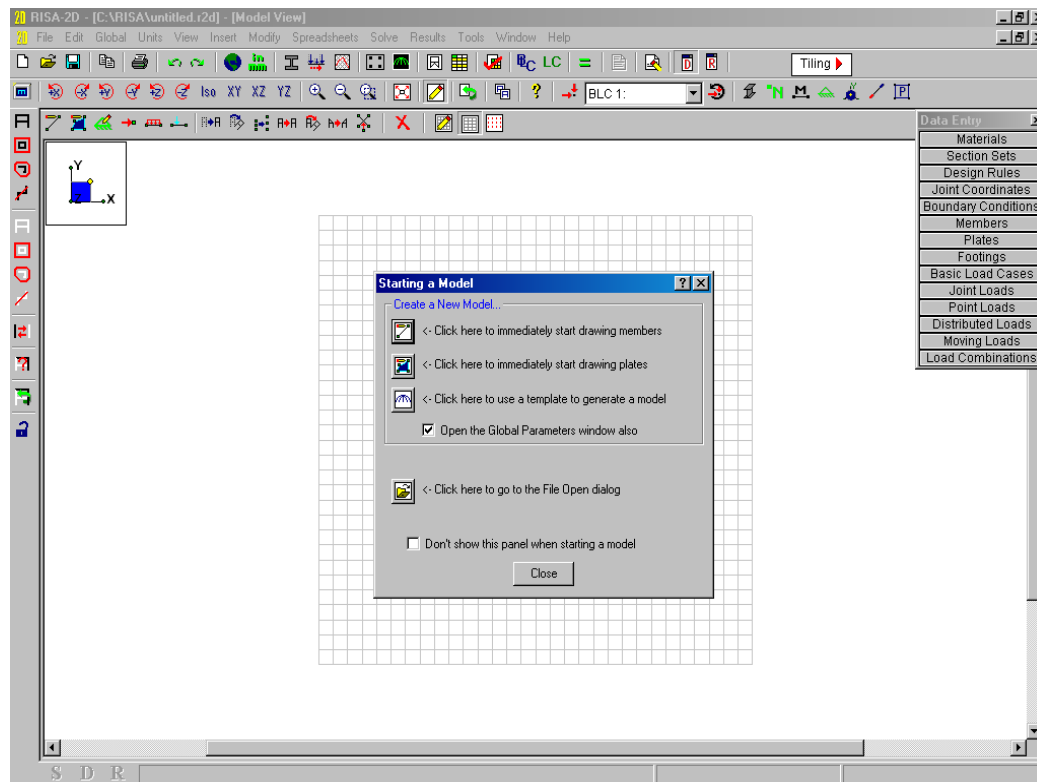 RISA-2D - [C:\RISA\untitled.r2d] - [Model View]
File Edit Global Units View Insert Modify Spreadsheets Solve Results Tools Window Help
LC D R Tiling
Iso XY XZ YZ BLC 1:
Data Entry
Materials
Section Sets
Design Rules
Joint Coordinates
Boundary Conditions
Members
Plates
Footings
Basic Load Cases
Joint Loads
Point Loads
Distributed Loads
Moving Loads
Load Combinations
Y
Z X
Starting a Model
Create a New Model...
<- Click here to immediately start drawing members
<- Click here to immediately start drawing plates
<- Click here to use a template to generate a model
Open the Global Parameters window also
<- Click here to go to the File Open dialog
Don't show this panel when starting a model
Close
S D R